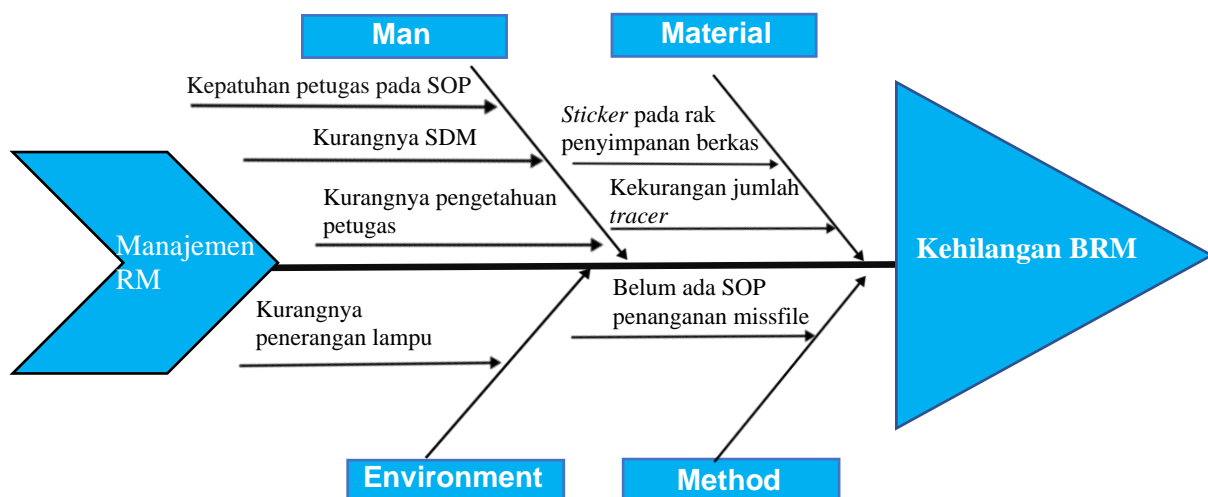 Man
Material
Kepatuhan petugas pada SOP
Kurangnya SDM
Kurangnya pengetahuan
petugas
Sticker pada rak
penyimpanan berkas
Kekurangan jumlah
tracer
Manajemen
RM
Kehilangan BRM
Kurangnya
penerangan lampu
Belum ada SOP
penanganan missfile
Environment
Method